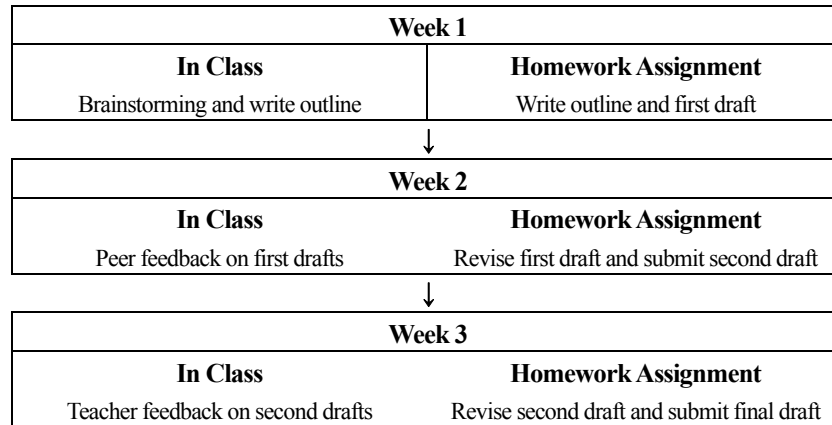 Week 1
In Class Homework Assignment
Brainstorming and write outline Write outline and first draft
↓
Week 2
In Class Homework Assignment
Peer feedback on first drafts Revise first draft and submit second draft
↓
Week 3
In Class Homework Assignment
Teacher feedback on second drafts Revise second draft and submit final draft